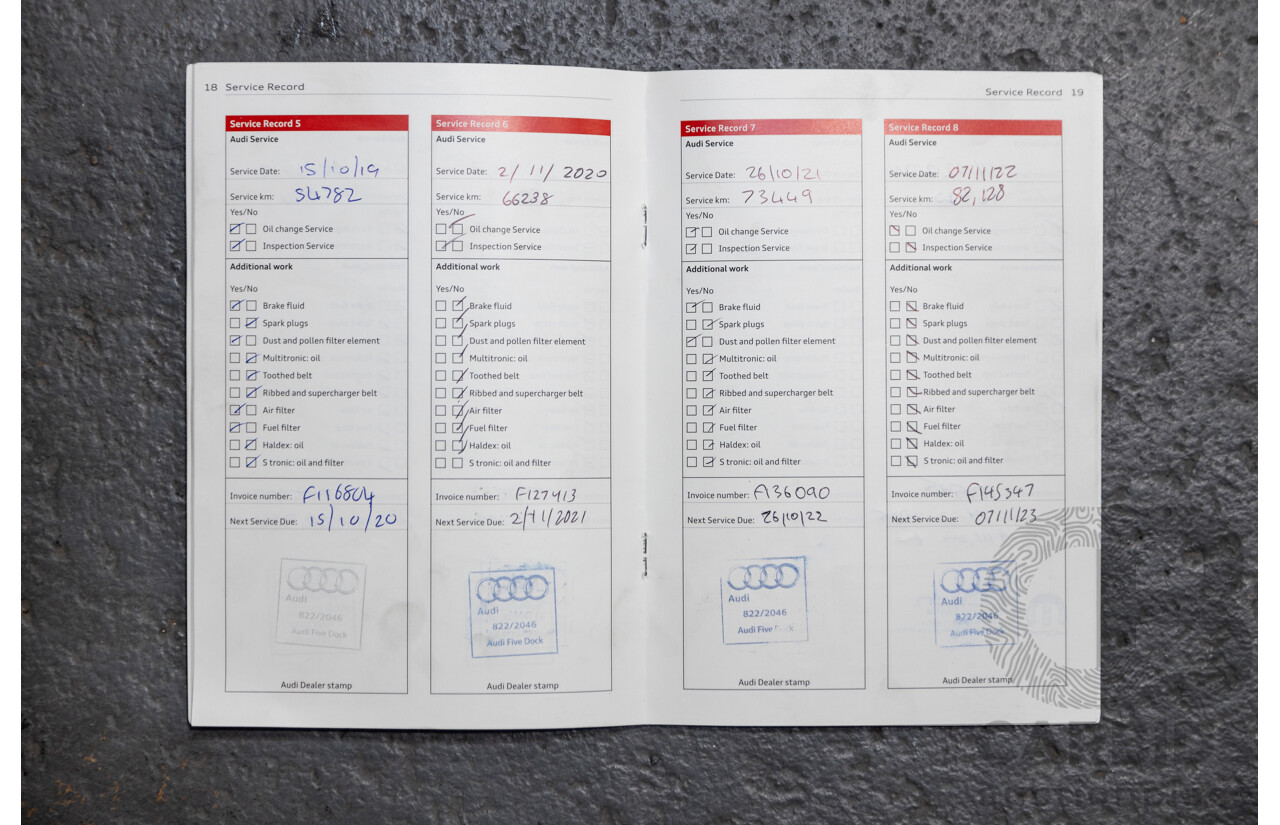 18 Service Record
Service Record 5
Audi Service
Service Date: 15/10/19
Service km: 54782
Yes/No
Oil change Service
Inspection Service
Additional work
Yes/No
Brake fluid
Spark plugs
Dust and pollen filter element
Multitronic: oil
Toothed belt
Ribbed and supercharger belt
Air filter
Fuel filter
Haldex: oil
S tronic: oil and filter
Invoice number: F116804
Next Service Due: 15/10/20
Audi
822/2046
Audi Five Dock
Audi Dealer stamp
Service Record 6
Audi Service
Service Date: 2/11/2020
Service km: 66238
Yes/No
Oil change Service
Inspection Service
Additional work
Yes/No
Brake fluid
Spark plugs
Dust and pollen filter element
Multitronic: oil
Toothed belt
Ribbed and supercharger belt
Air filter
Fuel filter
Haldex: oil
S tronic: oil and filter
Invoice number: F127413
Next Service Due: 2/11/2021
Audi
822/2046
Audi Five Dock
Audi Dealer stamp
Service Record 19
Service Record 7
Audi Service
Service Date: 26/10/21
Service km: 73449
Yes/No
Oil change Service
Inspection Service
Additional work
Yes/No
Brake fluid
Spark plugs
Dust and pollen filter element
Multitronic: oil
Toothed belt
Ribbed and supercharger belt
Air filter
Fuel filter
Haldex: oil
S tronic: oil and filter
Invoice number: F136090
Next Service Due: 26/10/22
Audi
822/2046
Audi Five
Audi Dealer stamp
Service Record 8
Audi Service
Service Date: 07/11/22
Service km: 82,128
Yes/No
Oil change Service
Inspection Service
Additional work
Yes/No
Brake fluid
Spark plugs
Dust and pollen filter element
Multitronic: oil
Toothed belt
Ribbed and supercharger belt
Air filter
Fuel filter
Haldex: oil
S tronic: oil and filter
Invoice number: F145347
Next Service Due: 07/11/23
Audi
822/2046
Audi Five Dock
Audi Dealer stamp